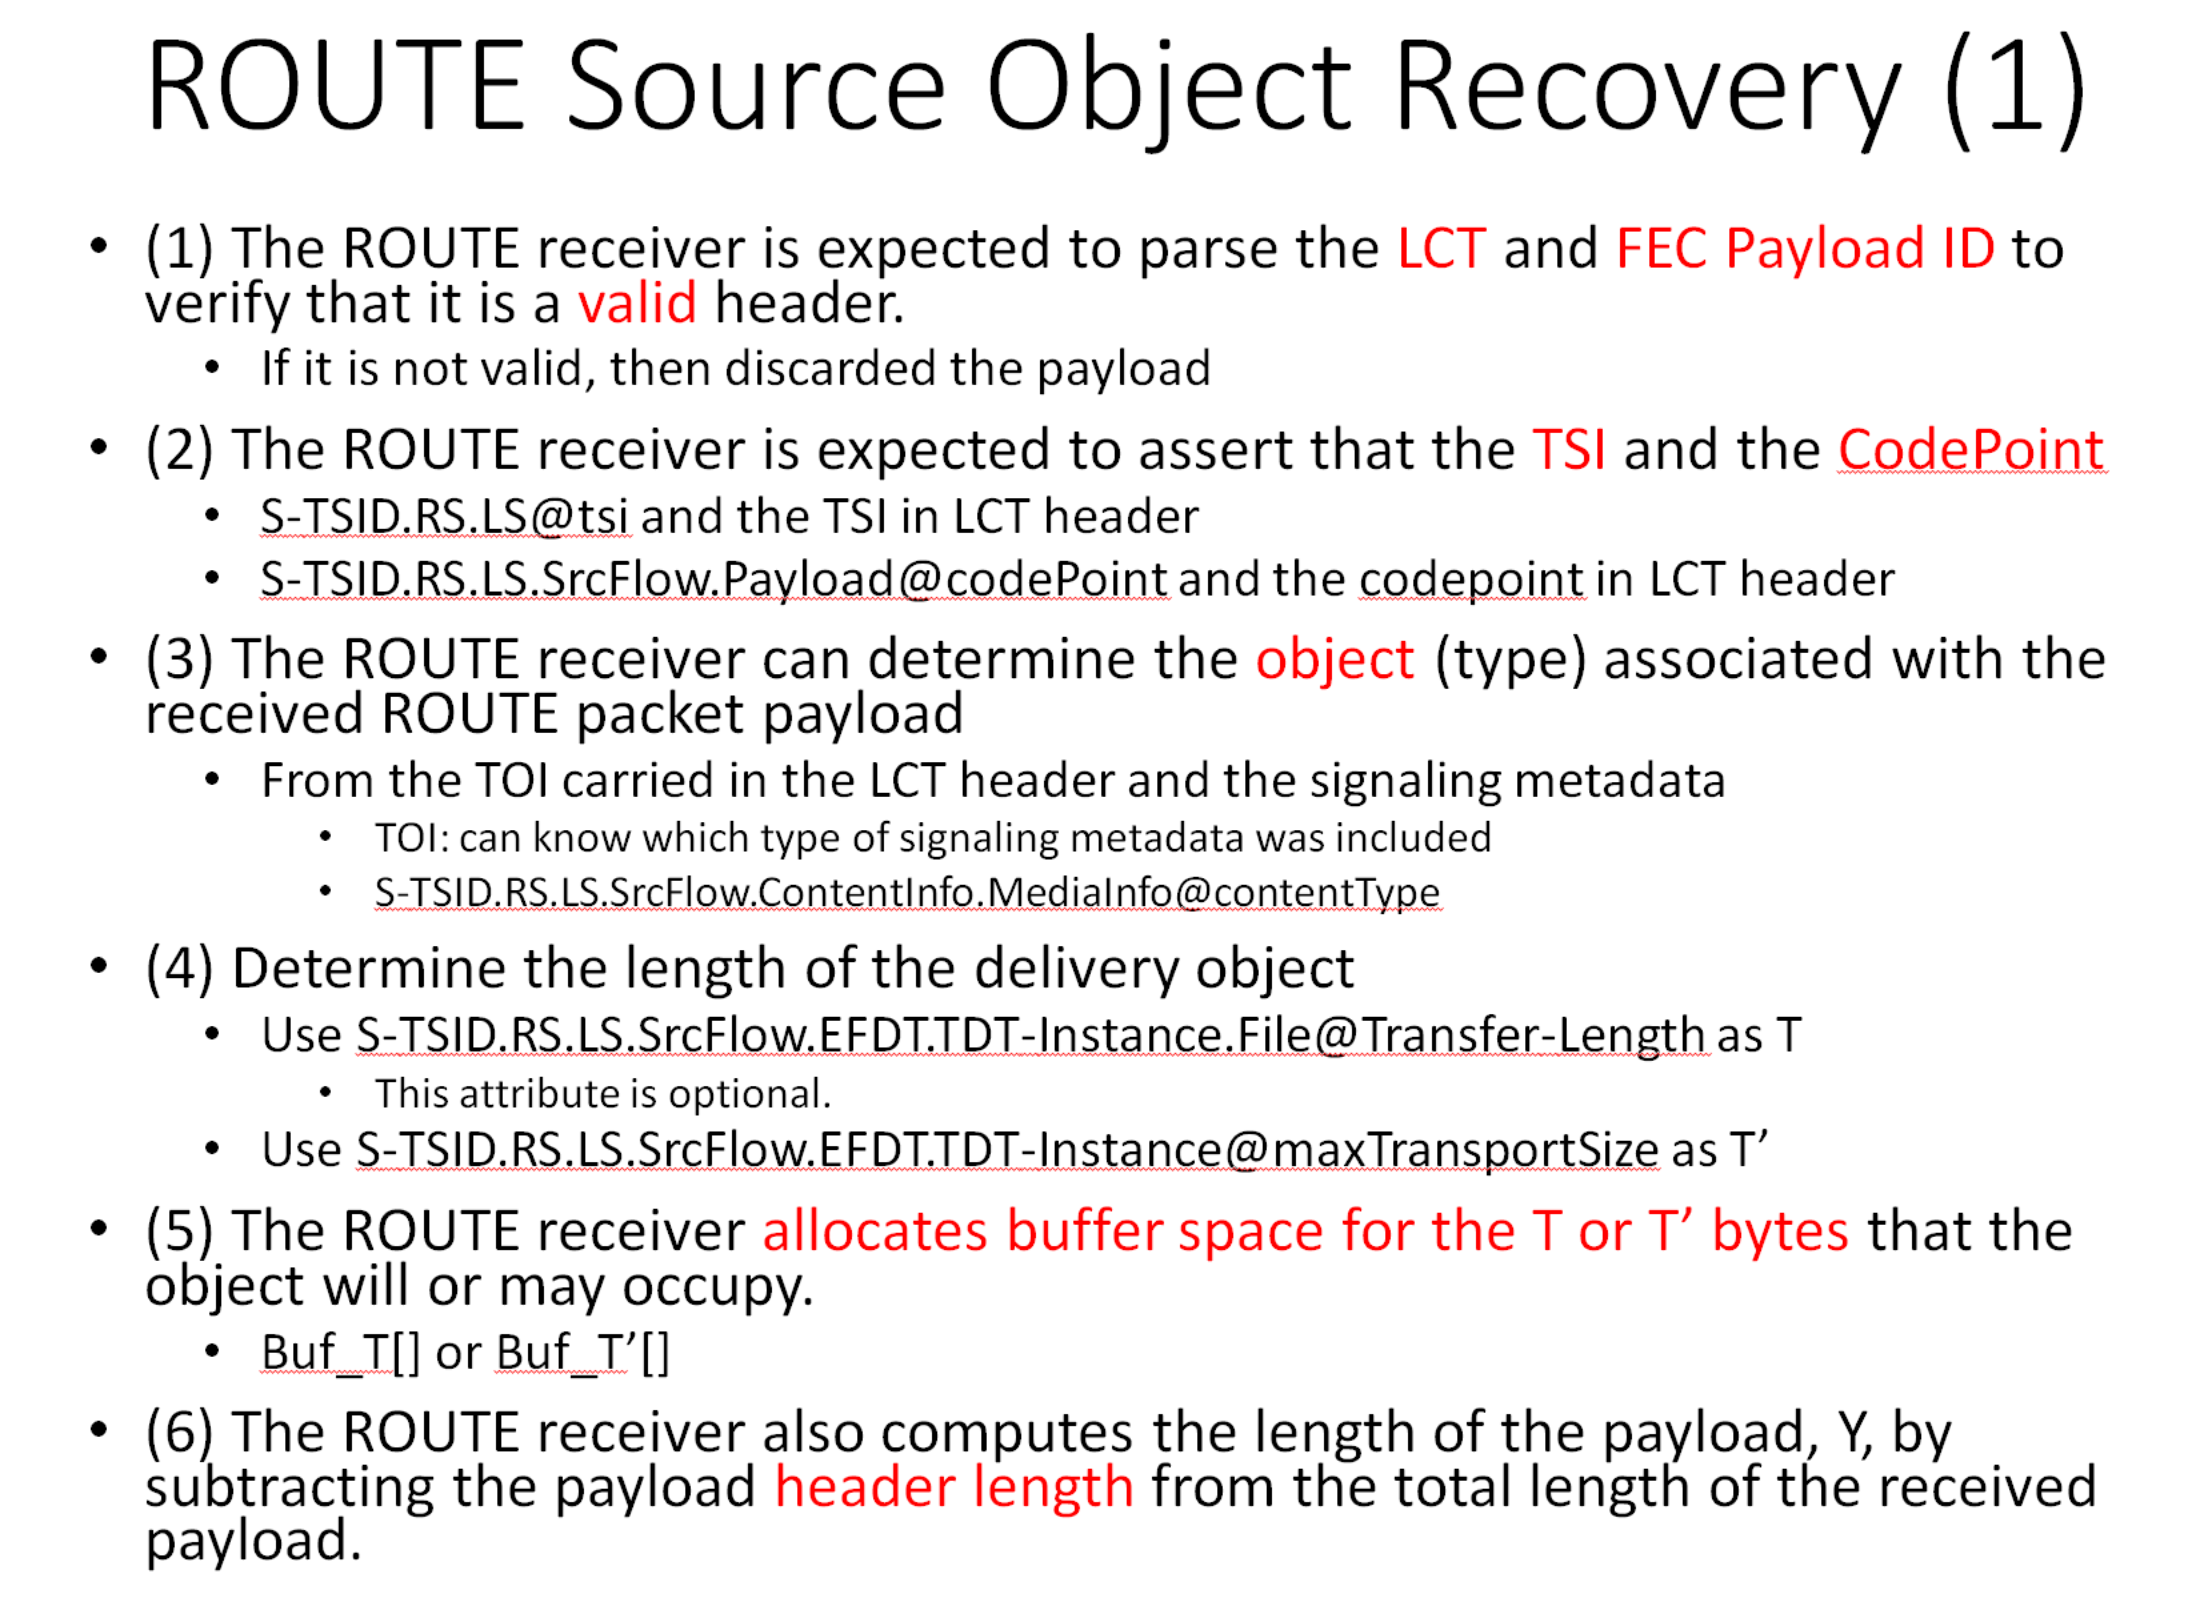 ROUTE Source Object Recovery (1)
• (1) The ROUTE receiver is expected to parse the LCT and FEC Payload ID to
verify that it is a valid header.
• If it is not valid, then discarded the payload
• (2) The ROUTE receiver is expected to assert that the TSI and the CodePoint
• S-TSID.RS.LS@tsi and the TSI in LCT header
• S-TSID.RS.LS.SrcFlow.Payload@codePoint and the codepoint in LCT header
• (3) The ROUTE receiver can determine the object (type) associated with the
received ROUTE packet payload
• From the TOI carried in the LCT header and the signaling metadata
• TOI: can know which type of signaling metadata was included
• S-TSID.RS.LS.SrcFlow.ContentInfo.MediaInfo@contentType
• (4) Determine the length of the delivery object
• Use S-TSID.RS.LS.SrcFlow.EFDT.TDT-Instance.File@Transfer-Length as T
• This attribute is optional.
• Use S-TSID.RS.LS.SrcFlow.EFDT.TDT-Instance@maxTransportSize as T’
• (5) The ROUTE receiver allocates buffer space for the T or T’ bytes that the
object will or may occupy.
• Buf_T[] or Buf_T’[]
• (6) The ROUTE receiver also computes the length of the payload, Y, by
subtracting the payload header length from the total length of the received
payload.